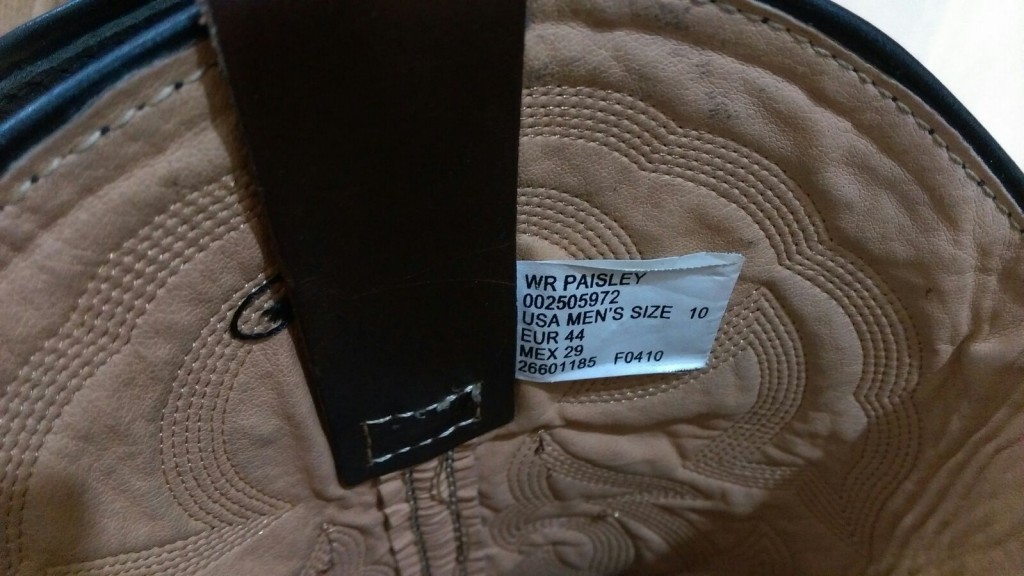 WR PAISLEY
002505972
USA MEN'S SIZE 10
EUR 44
MEX 29
26601185 F0410